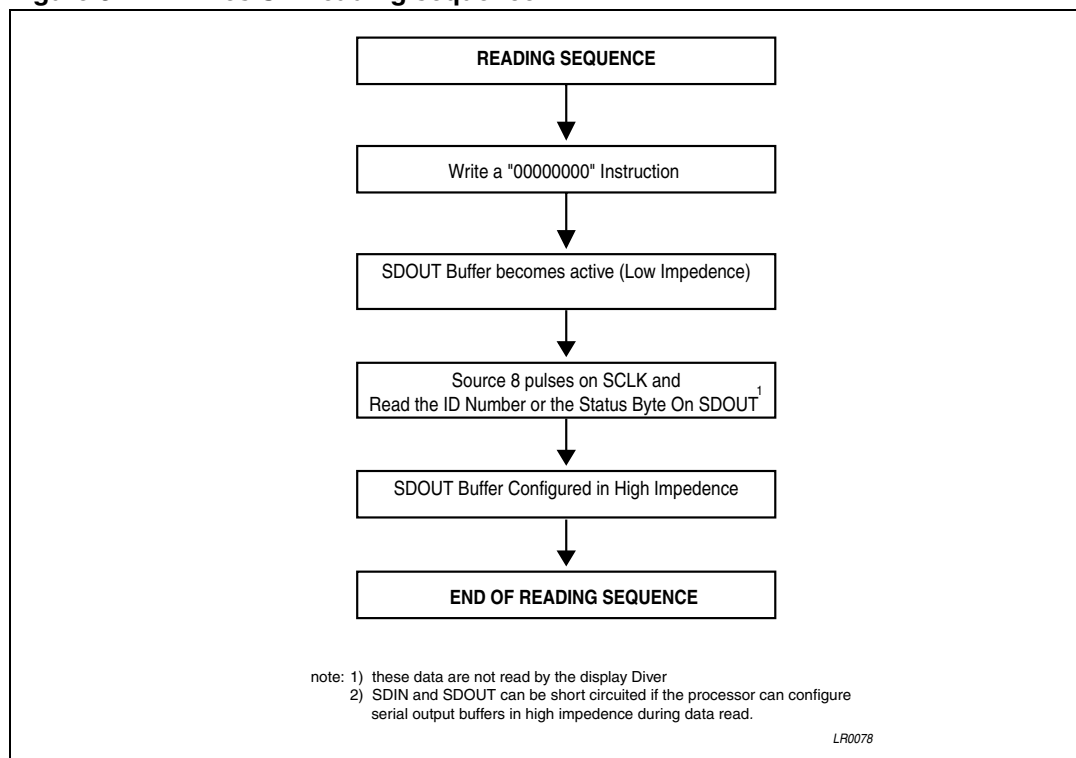 READING SEQUENCE
Write a "00000000" Instruction
SDOUT Buffer becomes active (Low Impedence)
Source 8 pulses on SCLK and
Read the ID Number or the Status Byte On SDOUT 1
SDOUT Buffer Configured in High Impedence
END OF READING SEQUENCE
note: 1) these data are not read by the display Diver
2) SDIN and SDOUT can be short circuited if the processor can configure
serial output buffers in high impedence during data read.
LR0078